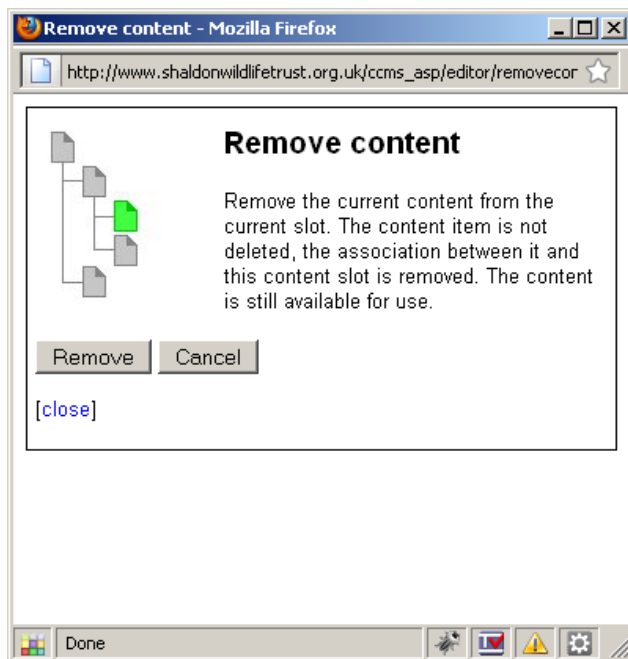 Remove content - Mozilla Firefox
http://www.shaldonwildlifetrust.org.uk/ccms_asp/editor/removecor
Remove content
Remove the current content from the
current slot. The content item is not
deleted, the association between it and
this content slot is removed. The content
is still available for use.
Remove Cancel
[close]
Done